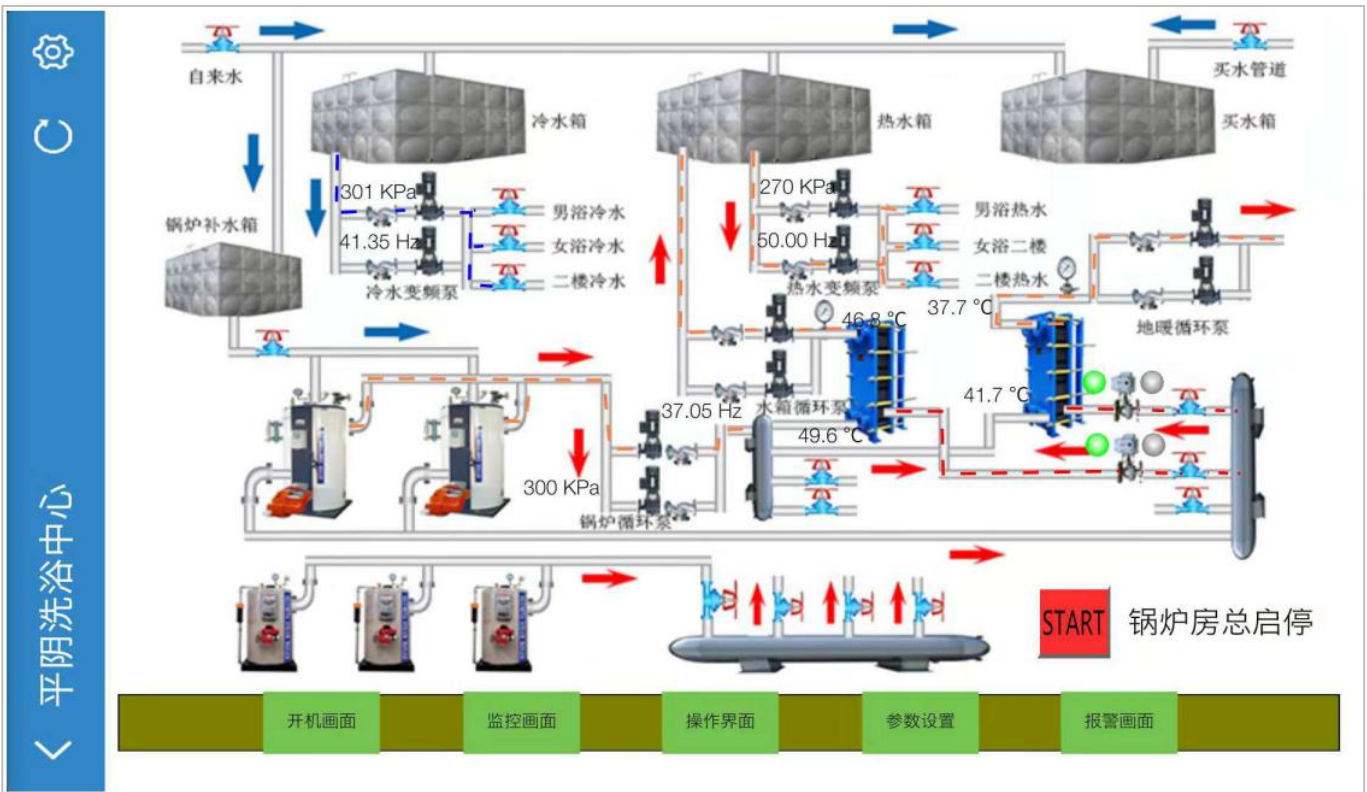 平阴洗浴中心
自来水
买水管道
冷水箱
热水箱
买水箱
301 KPa
270 KPa
锅炉补水箱
男浴冷水
男浴热水
41.35 Hz
50.00 Hz
女浴冷水
女浴二楼
二楼冷水
二楼热水
冷水变频泵
热水变频泵
46.8 ℃
37.7 ℃
地暖循环泵
37.05 Hz
水箱循环泵
41.7 ℃
49.6 ℃
300 KPa
锅炉循环泵
START
锅炉房总启停
开机画面
监控画面
操作界面
参数设置
报警画面